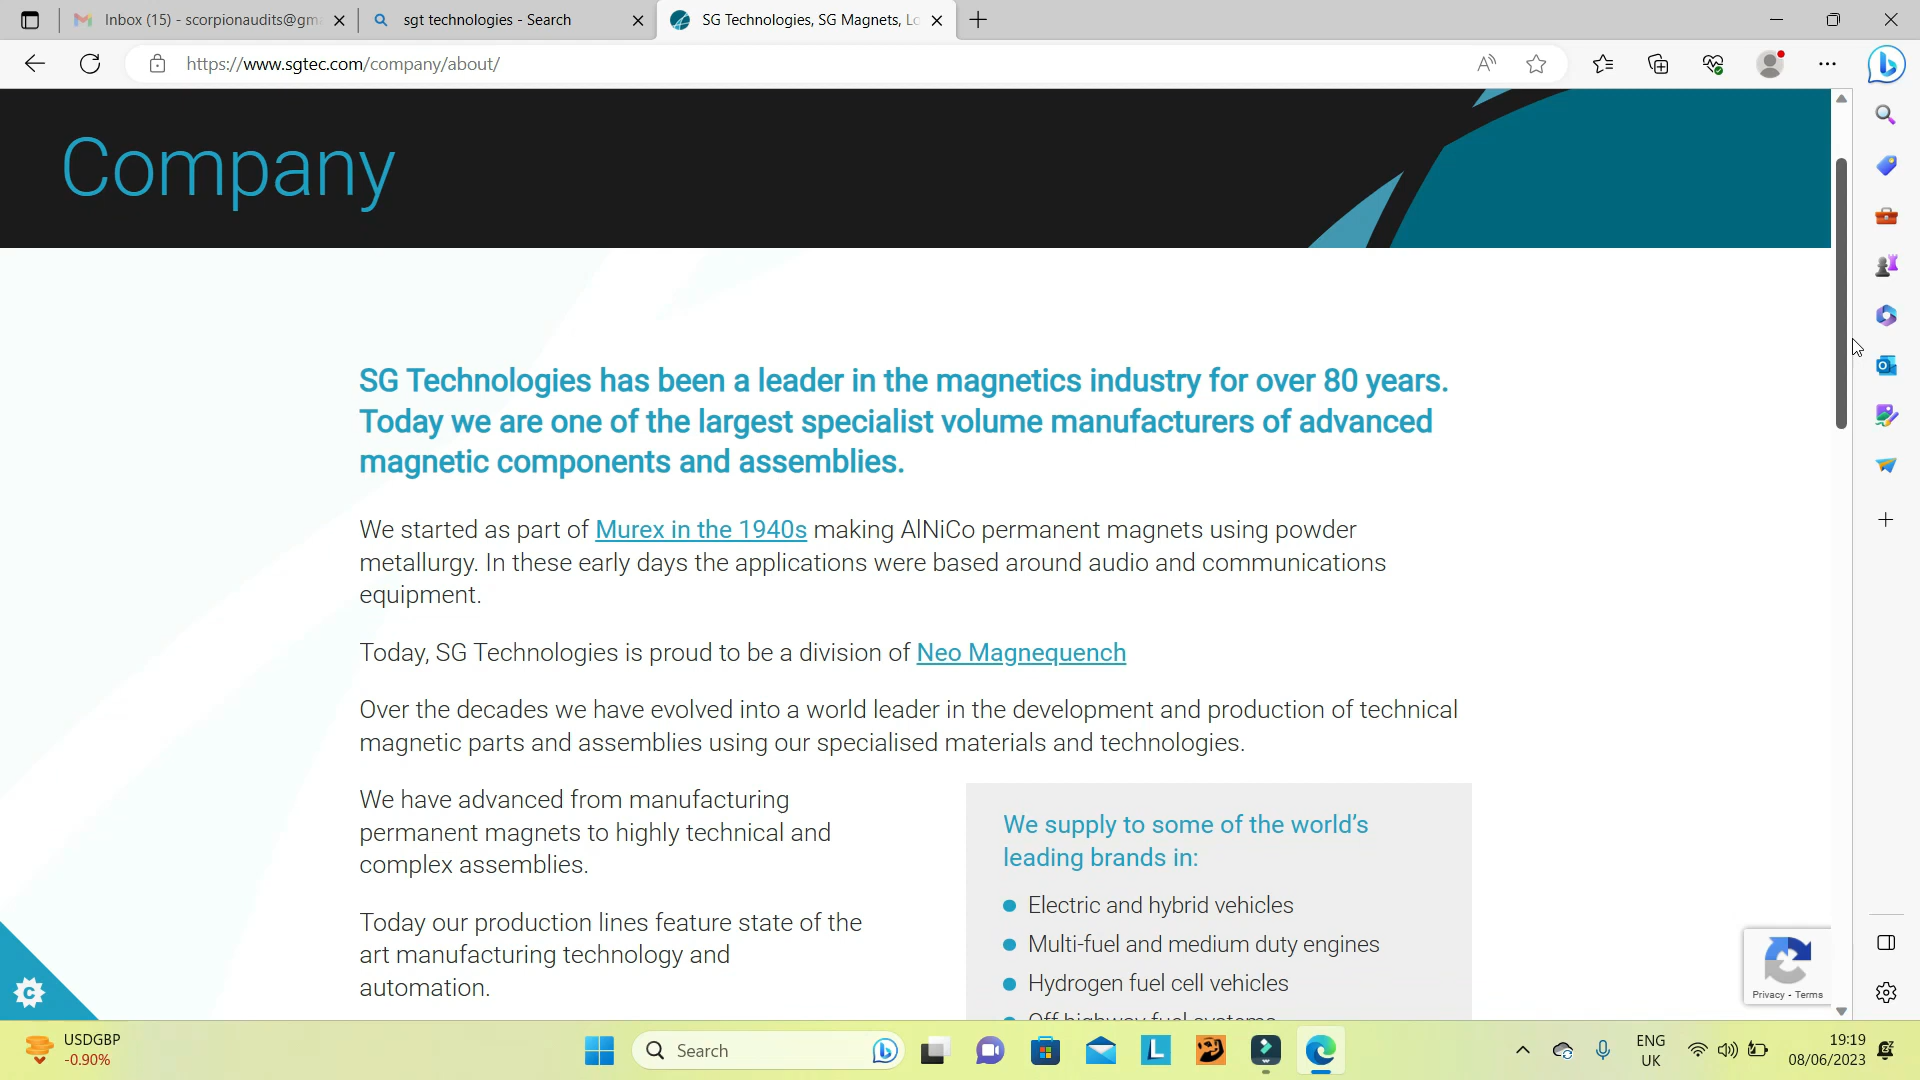 Inbox (15) - scorpionaudits@gm
sgt technologies - Search
SG Technologies, SG Magnets, Lo
https://www.sgtec.com/company/about/
Company
SG Technologies has been a leader in the magnetics industry for over 80 years.
Today we are one of the largest specialist volume manufacturers of advanced
magnetic components and assemblies.
We started as part of Murex in the 1940s making AlNiCo permanent magnets using powder
metallurgy. In these early days the applications were based around audio and communications
equipment.
Today, SG Technologies is proud to be a division of Neo Magnequench
Over the decades we have evolved into a world leader in the development and production of technical
magnetic parts and assemblies using our specialised materials and technologies.
We have advanced from manufacturing
permanent magnets to highly technical and
complex assemblies.
Today our production lines feature state of the
art manufacturing technology and
automation.
We supply to some of the world's
leading brands in:
Electric and hybrid vehicles
Multi-fuel and medium duty engines
Hydrogen fuel cell vehicles
Off highway fuel systems
Privacy - Terms
USDGBP
-0.90%
Search
ENG
UK
19:19
08/06/2023